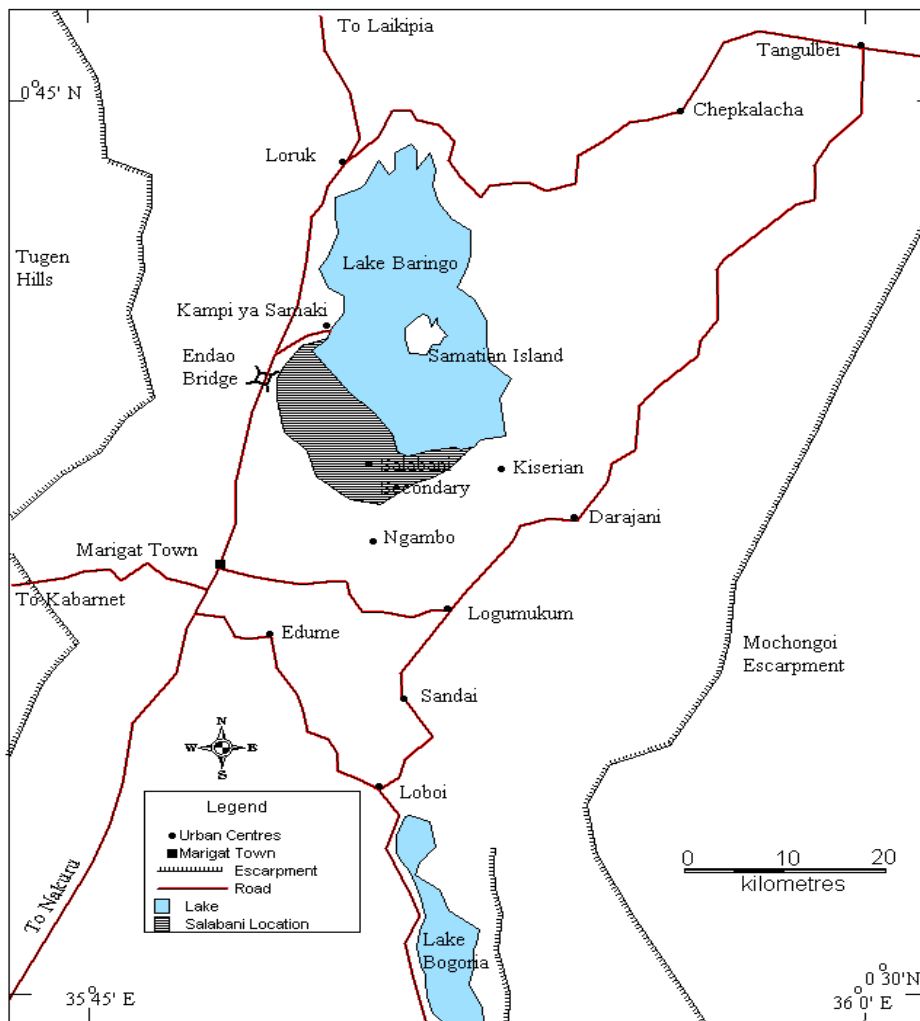 To Laikipia
Tangulbei
0°45' N
Chepkalacha
Loruk
Tugen
Hills
Lake Baringo
Kampi ya Samaki
Samatian Island
Endao
Bridge
Salabani
Secondary
Kiserian
Darajani
Ngambo
Marigat Town
To Kabarnet
Logumukum
Edume
Mochongoi
Escarpment
Sandai
N
W E
S
Loboi
Legend
Urban Centres
Marigat Town
Escarpment
Road
Lake
Salabani Location
0 10 20
kilometres
To Nakuru
Lake
Bogoria
35°45' E
0°30'N
36°0' E